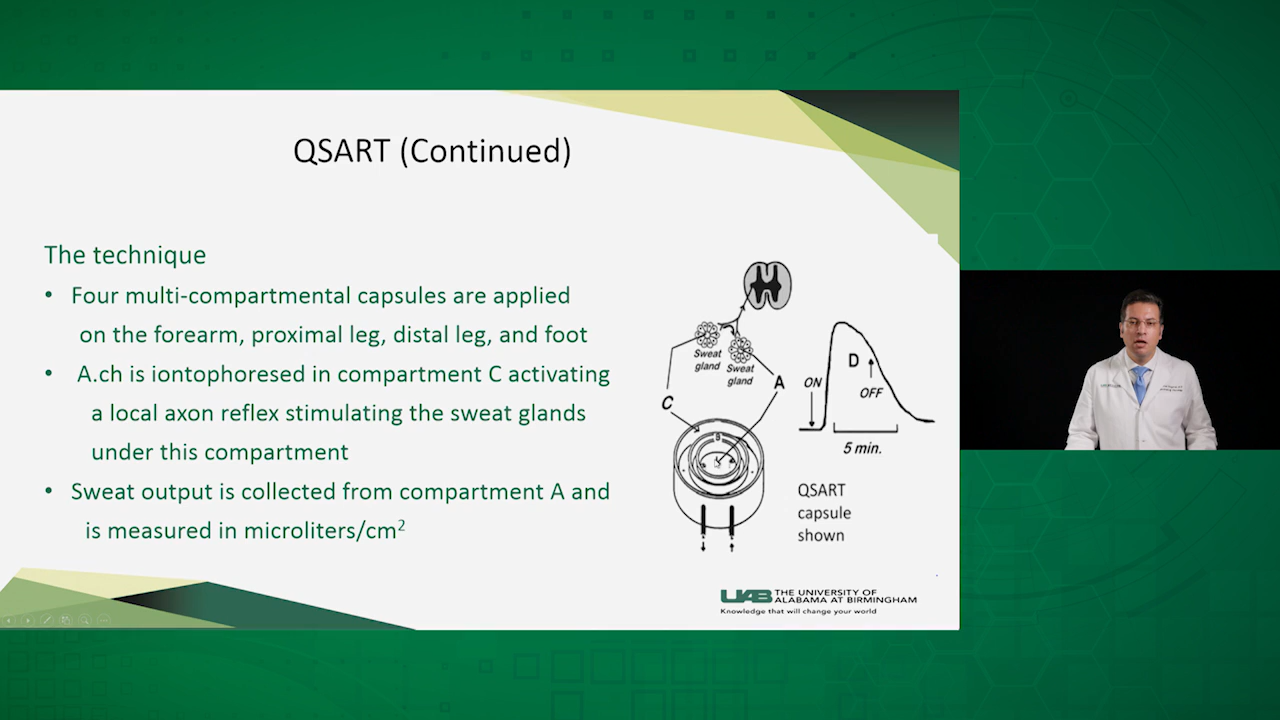 QSART (Continued)
The technique
• Four multi-compartmental capsules are applied
on the forearm, proximal leg, distal leg, and foot
• A.ch is iontophoresed in compartment C activating
a local axon reflex stimulating the sweat glands
under this compartment
• Sweat output is collected from compartment A and
is measured in microliters/cm²
Sweat
gland
Sweat
gland
A
C
B
ON
D
OFF
5 min.
QSART
capsule
shown
UAB THE UNIVERSITY OF
ALABAMA AT BIRMINGHAM
Knowledge that will change your world